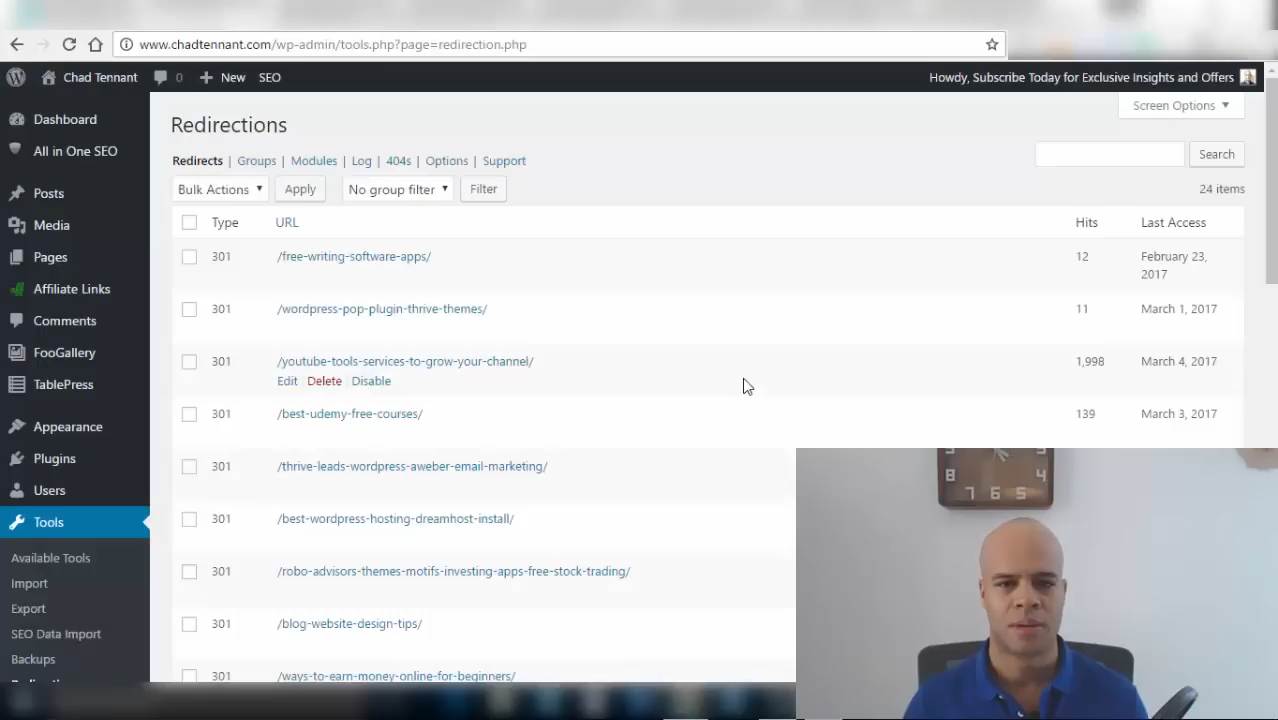 www.chadtennant.com/wp-admin/tools.php?page=redirection.php
Chad Tennant 0 New SEO Howdy, Subscribe Today for Exclusive Insights and Offers
Screen Options
Dashboard
All in One SEO
Posts
Media
Pages
Affiliate Links
Comments
FooGallery
TablePress
Appearance
Plugins
Users
Tools
Available Tools
Import
Export
SEO Data Import
Backups
Redirections
Redirects | Groups | Modules | Log | 404s | Options | Support
Search
Bulk Actions Apply No group filter Filter 24 items
Type URL Hits Last Access
301 /free-writing-software-apps/ 12 February 23,
2017
301 /wordpress-pop-plugin-thrive-themes/ 11 March 1, 2017
301 /youtube-tools-services-to-grow-your-channel/ 1,998 March 4, 2017
Edit Delete Disable
301 /best-udemy-free-courses/ 139 March 3, 2017
301 /thrive-leads-wordpress-aweber-email-marketing/
301 /best-wordpress-hosting-dreamhost-install/
301 /robo-advisors-themes-motifs-investing-apps-free-stock-trading/
301 /blog-website-design-tips/
301 /ways-to-earn-money-online-for-beginners/
8 4
7 6 5